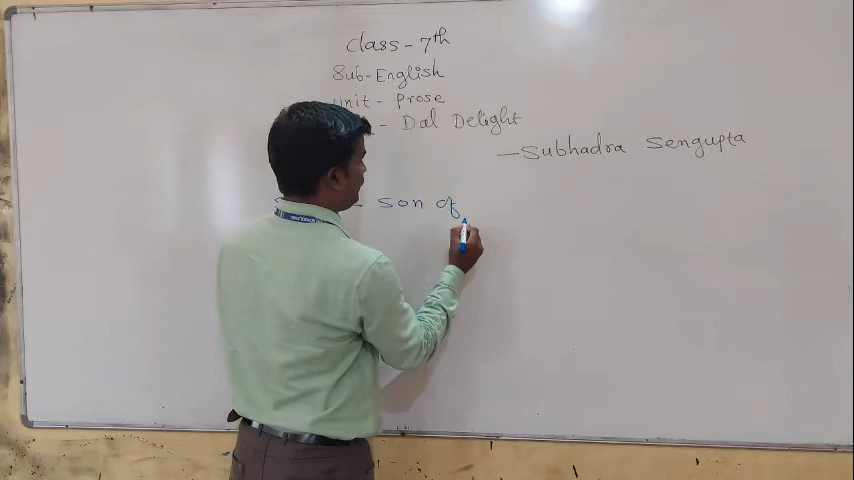 Class - 7th
Sub - English
Unit - Prose
- Dal Delight
- Subhadra Sengupta
- son of